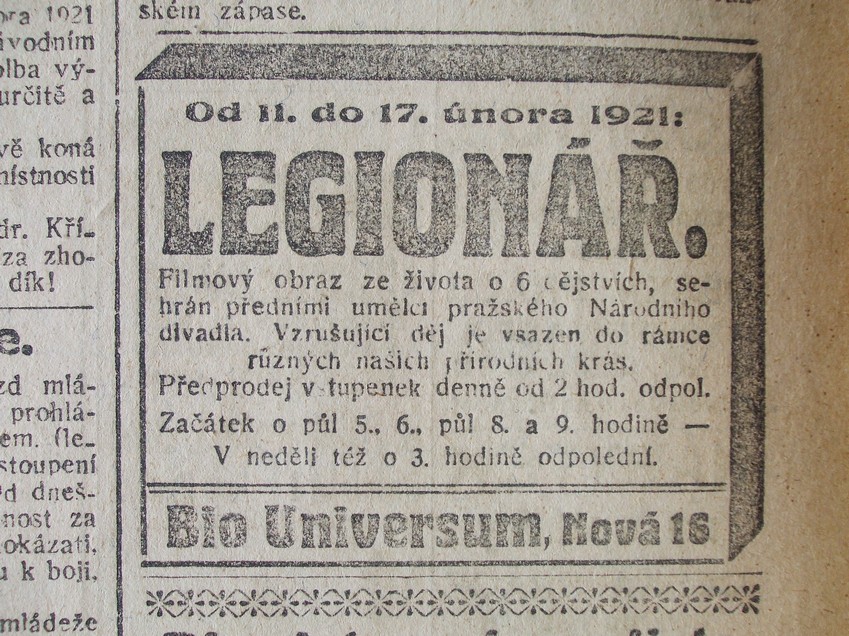 ora 1921
ivodním
olba vý-
určitě a
vě koná
místnosti
dr. Kří-
za zho-
dík!
e.
zd mlá-
prohlá-
em.
stoupení
dneš-
nost za
okázati,
u k boji,
mládeže
ském zápase.
Od 11. do 17. února 1921:
LEGIONÁŘ.
Filmový obraz ze života o 6 dějstvích, se-
hrán předními umělci pražského Národního
divadla. Vzrušující děj je vsazen do rámce
různých našich přírodních krás.
Předprodej vstupenek denně od 2 hod. odpol.
Začátek o půl 5., 6., půl 8. a 9. hodině —
V neděli též o 3. hodině odpolední.
Bio Universum, Nová 16